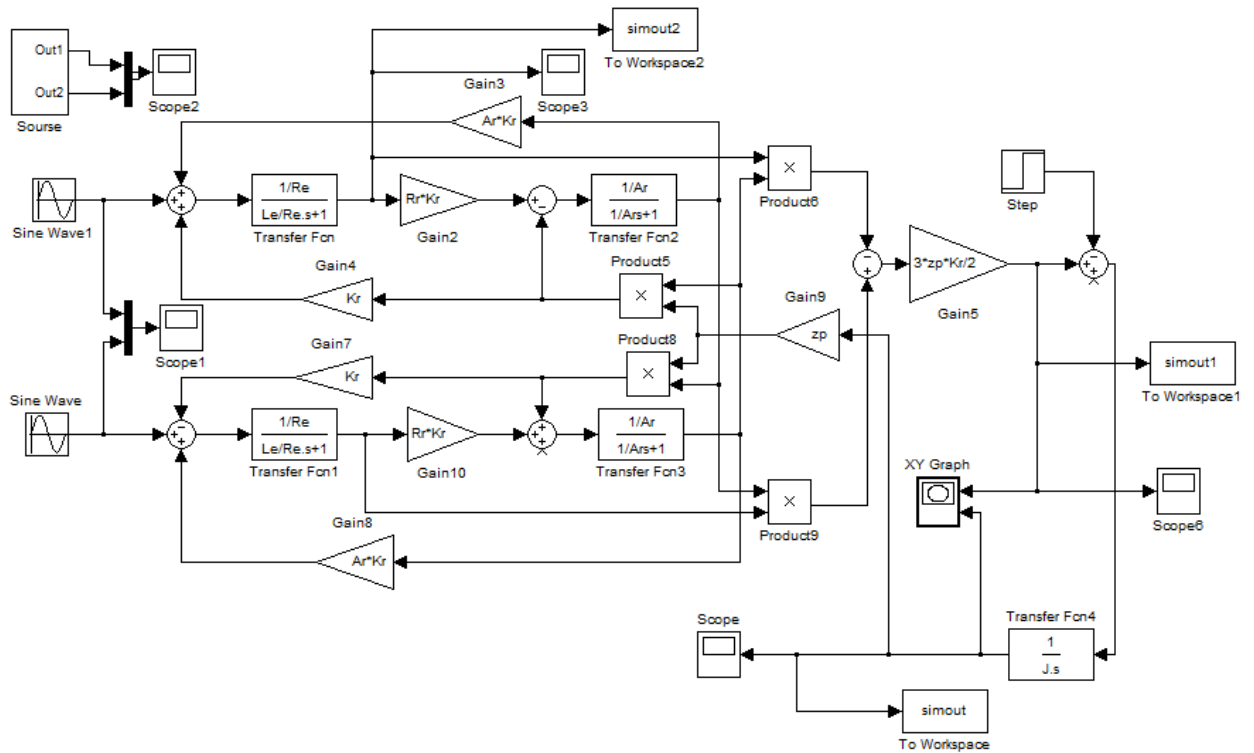 simout2
To Workspace2
Out1
Out2
Sourse
Scope2
Scope3
Gain3
Ar*Kr
Sine Wave1
1/Re
Le/Re.s+1
Transfer Fcn
Rr*Kr
Gain2
1/Ar
1/Ars+1
Transfer Fcn2
Product6
Step
Gain4
Kr
Product5
Gain9
zp
3*zp*Kr/2
Gain5
Scope1
Gain7
Kr
Product8
simout1
To Workspace1
Sine Wave
1/Re
Le/Re.s+1
Transfer Fcn1
Rr*Kr
Gain10
1/Ar
1/Ars+1
Transfer Fcn3
XY Graph
Product9
Scope6
Gain8
Ar*Kr
Scope
Transfer Fcn4
1
J.s
simout
To Workspace